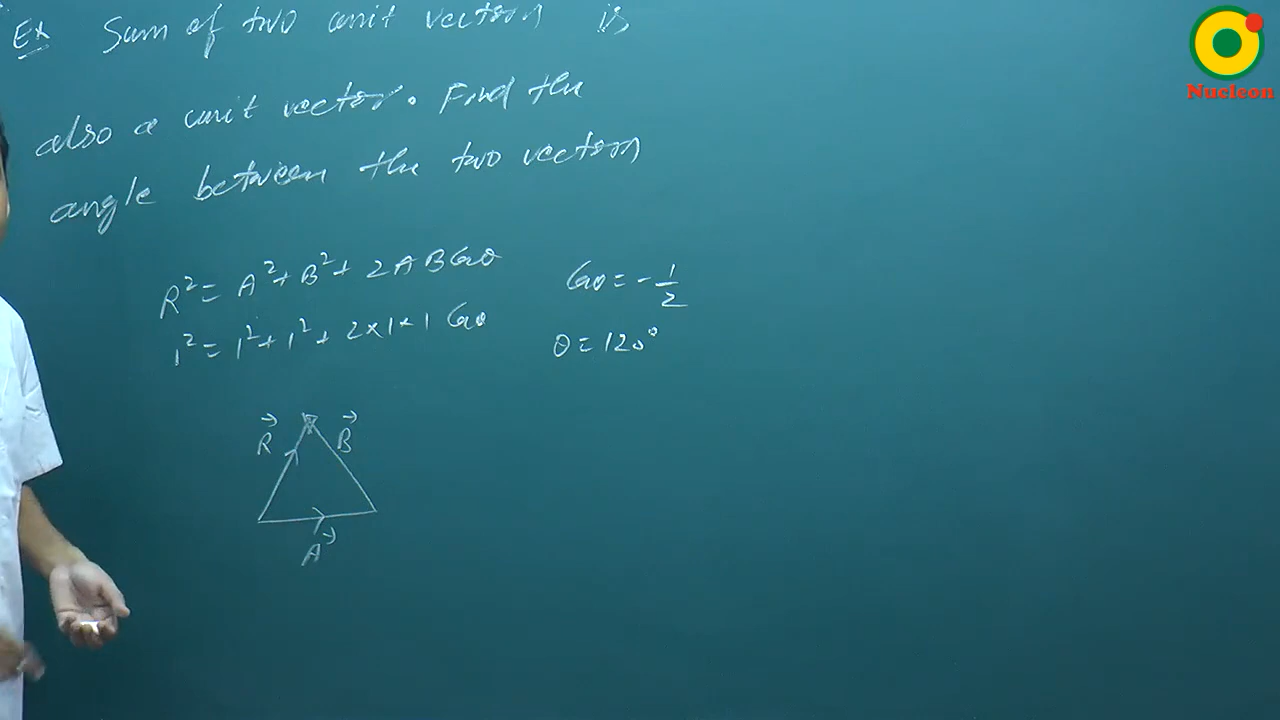 Ex Sum of two unit vectors is
also a unit vector. Find the
angle between the two vectors
R² = A² + B² + 2AB Cosθ
1² = 1² + 1² + 2×1×1 Cosθ
Cosθ = -1/2
θ = 120°
R⃗ B⃗
A⃗
Nucleon